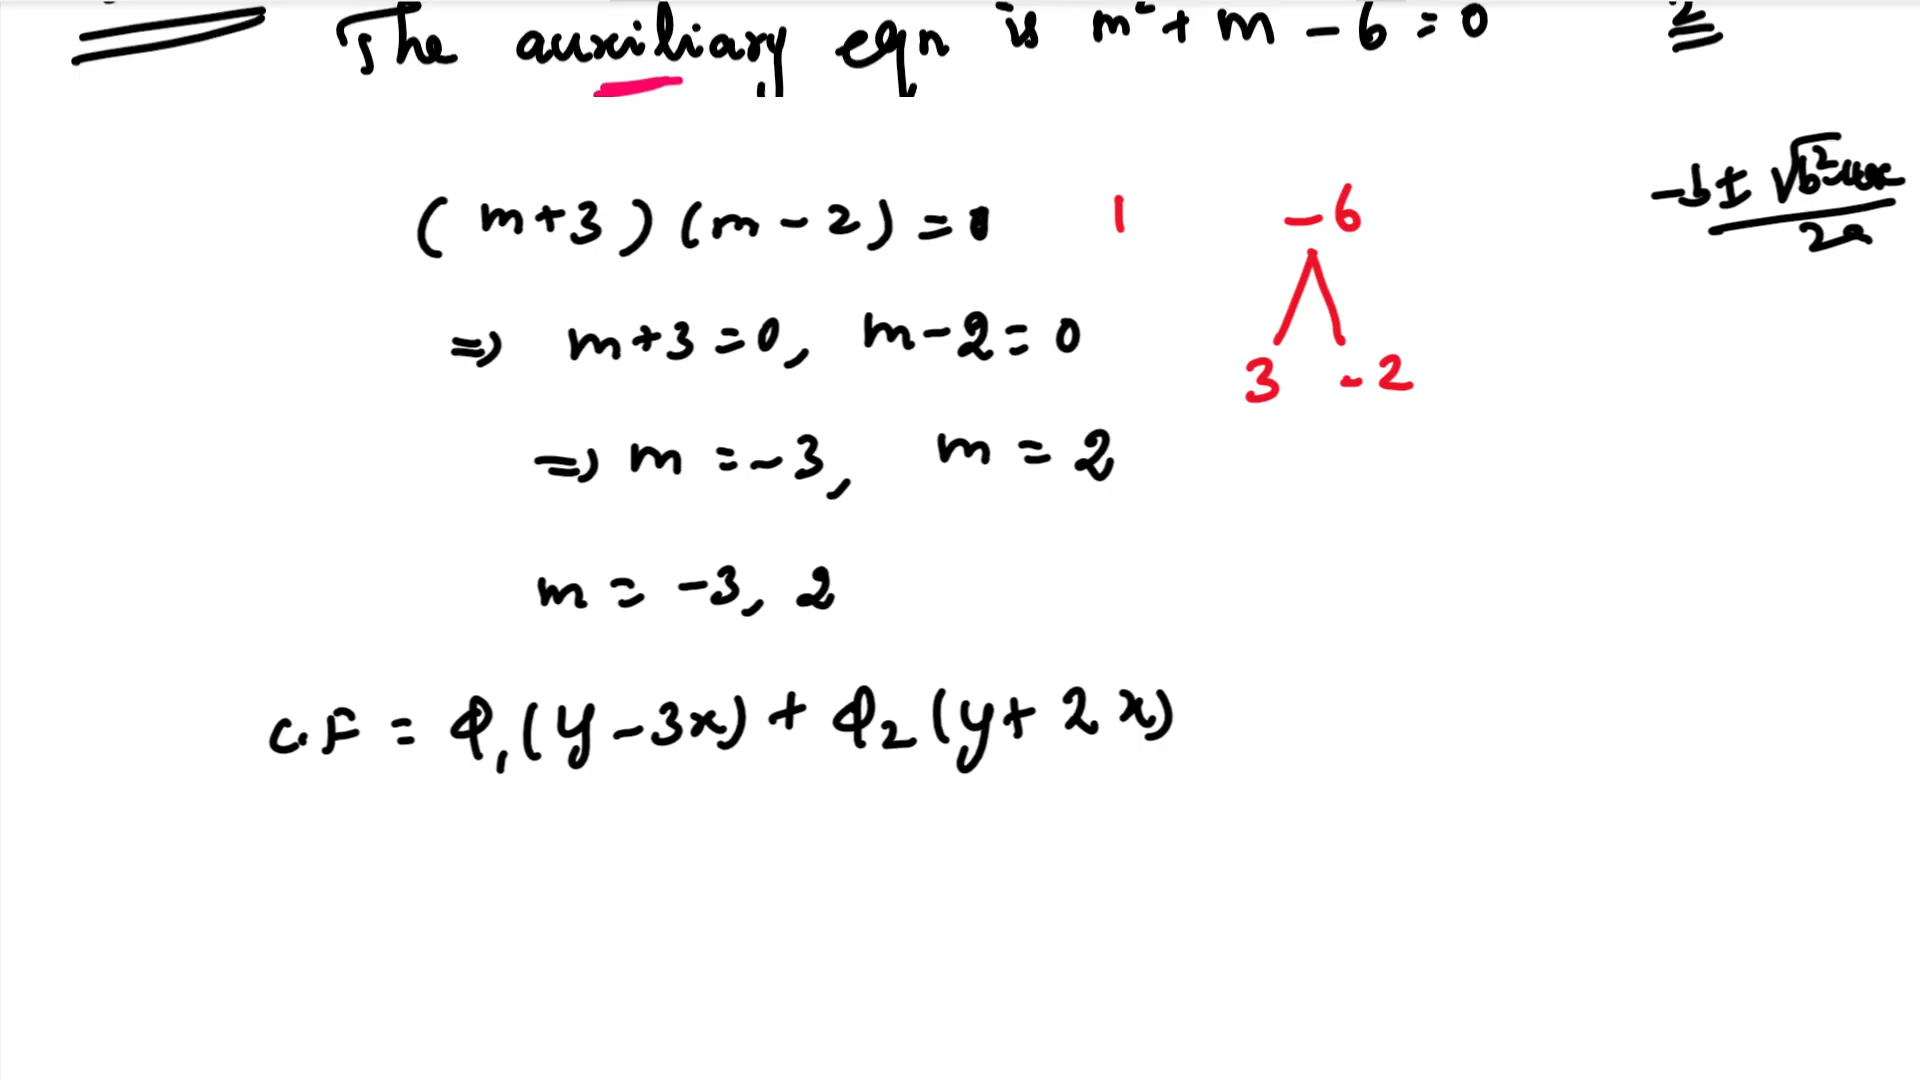 The auxiliary eqn is m²+m-6=0
(m+3)(m-2)=0
1 -6
3 -2
-b±√b²-4ac
2a
=> m+3=0, m-2=0
=> m=-3, m=2
m=-3, 2
C.F = φ₁(y-3x)+φ₂(y+2x)